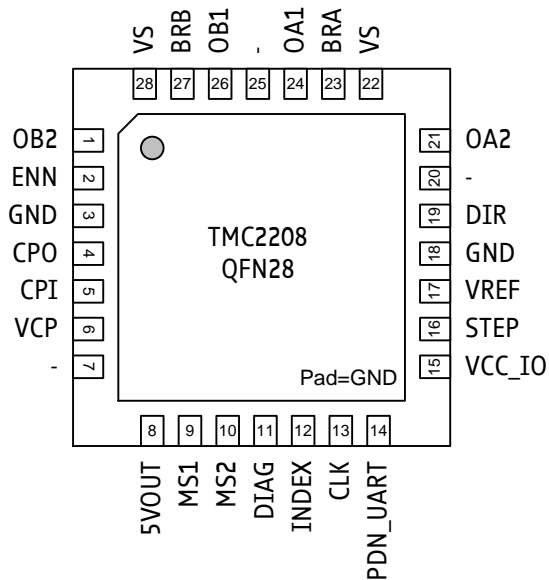 VS
BRB
OB1
-
OA1
BRA
VS
28
27
26
25
24
23
22
OB2 1
ENN 2
GND 3
CPO 4
CPI 5
VCP 6
- 7
TMC2208
QFN28
Pad=GND
21 OA2
20 -
19 DIR
18 GND
17 VREF
16 STEP
15 VCC_IO
8
9
10
11
12
13
14
5VOUT
MS1
MS2
DIAG
INDEX
CLK
PDN_UART